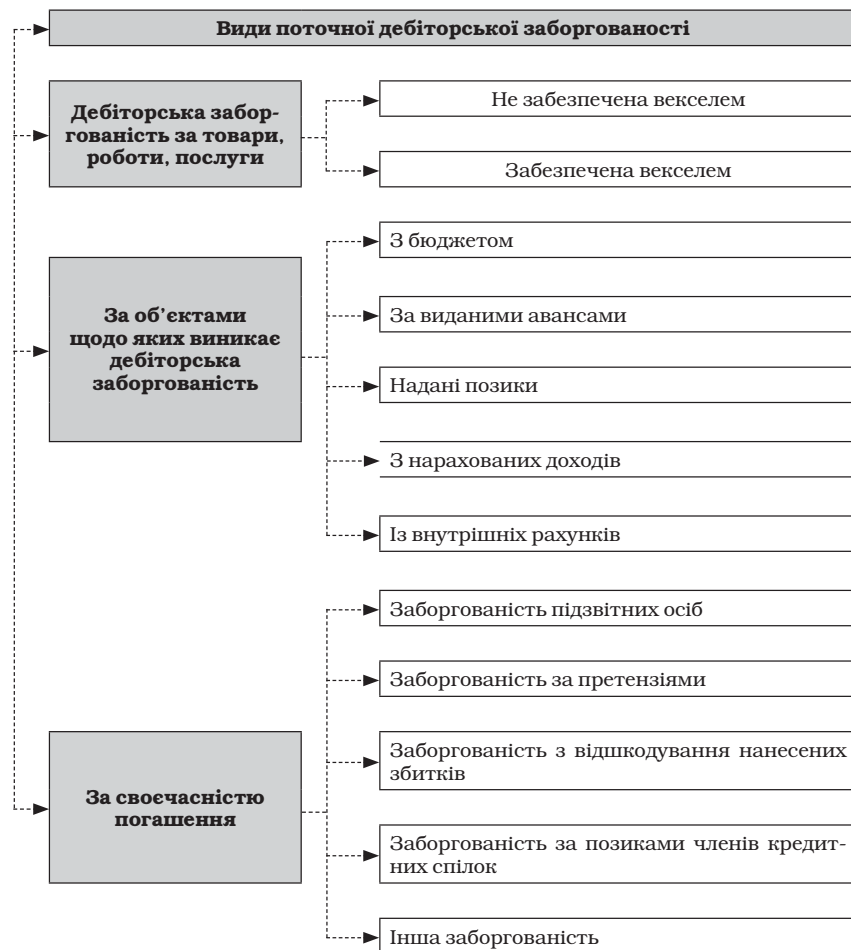 Види поточної дебіторської заборгованості
Дебіторська забор-
гованість за товари,
роботи, послуги
Не забезпечена векселем
Забезпечена векселем
За об’єктами
щодо яких виникає
дебіторська
заборгованість
З бюджетом
За виданими авансами
Надані позики
З нарахованих доходів
Із внутрішніх рахунків
За своєчасністю
погашення
Заборгованість підзвітних осіб
Заборгованість за претензіями
Заборгованість з відшкодування нанесених
збитків
Заборгованість за позиками членів кредит-
них спілок
Інша заборгованість